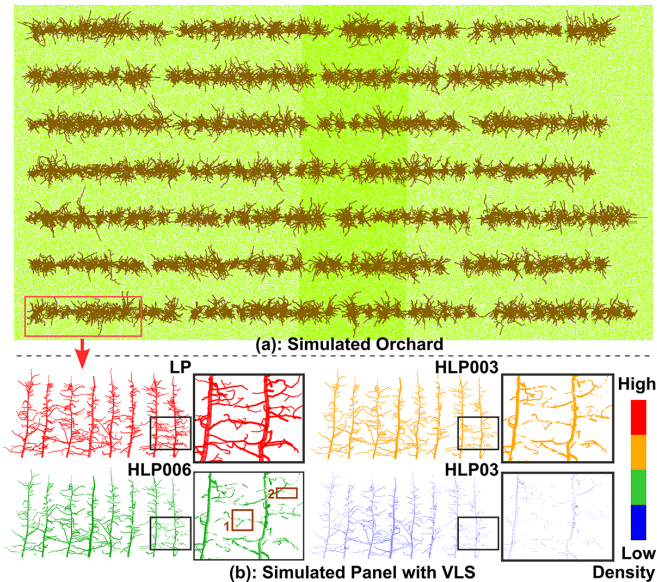 (a): Simulated Orchard
LP
HLP003
High
HLP006
HLP03
1
2
Low
Density
(b): Simulated Panel with VLS